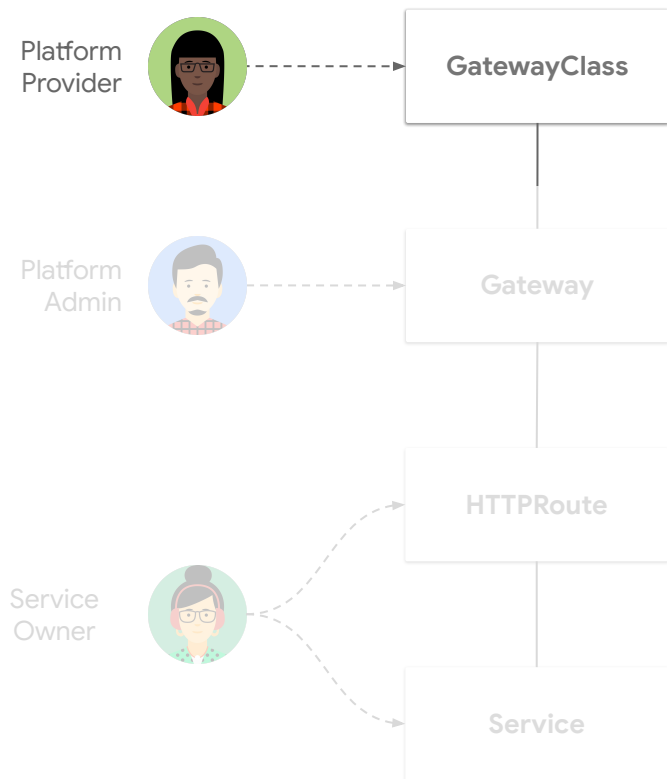 Platform
Provider
GatewayClass
Platform
Admin
Gateway
HTTPRoute
Service
Owner
Service